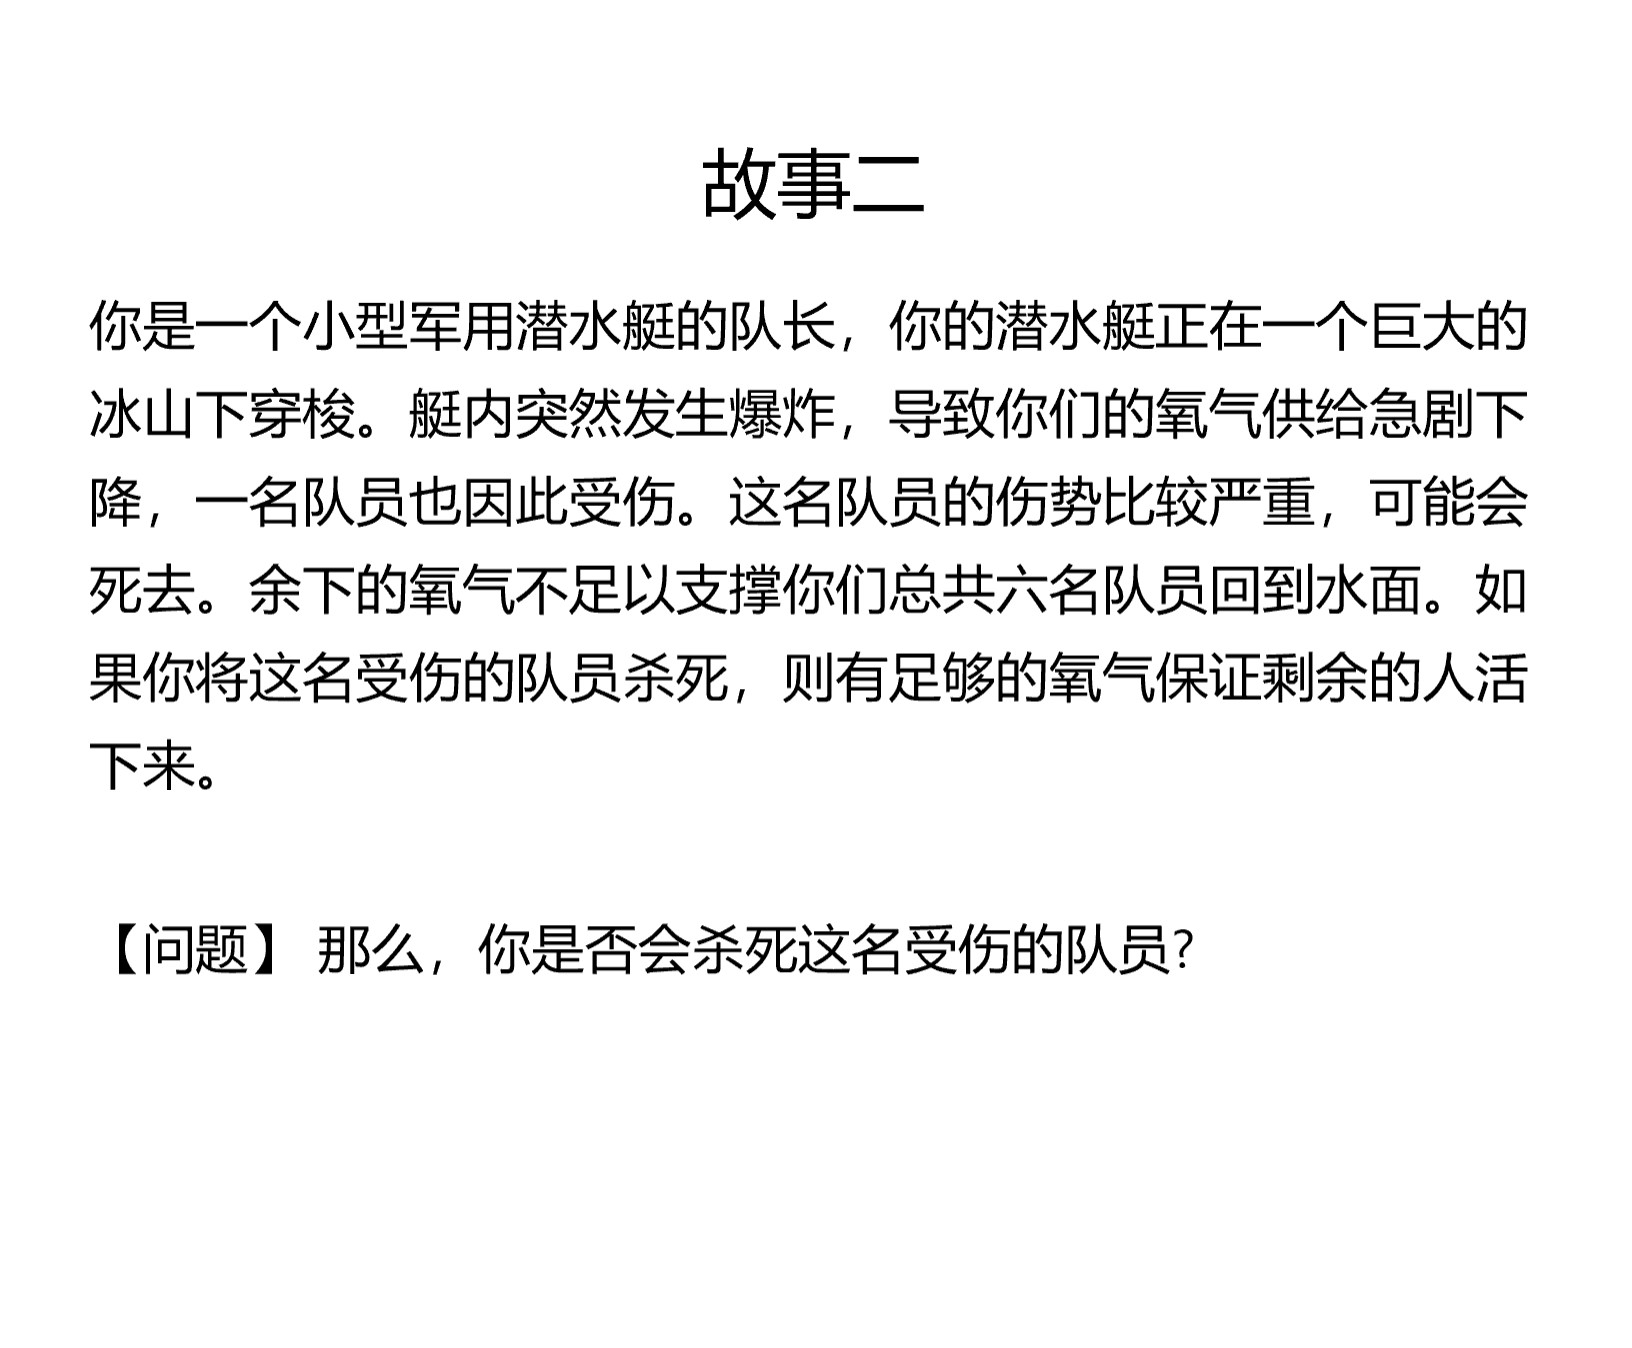 故事二
你是一个小型军用潜水艇的队长，你的潜水艇正在一个巨大的
冰山下穿梭。艇内突然发生爆炸，导致你们的氧气供给急剧下
降，一名队员也因此受伤。这名队员的伤势比较严重，可能会
死去。余下的氧气不足以支撑你们总共六名队员回到水面。如
果你将这名受伤的队员杀死，则有足够的氧气保证剩余的人活
下来。
【问题】 那么，你是否会杀死这名受伤的队员?